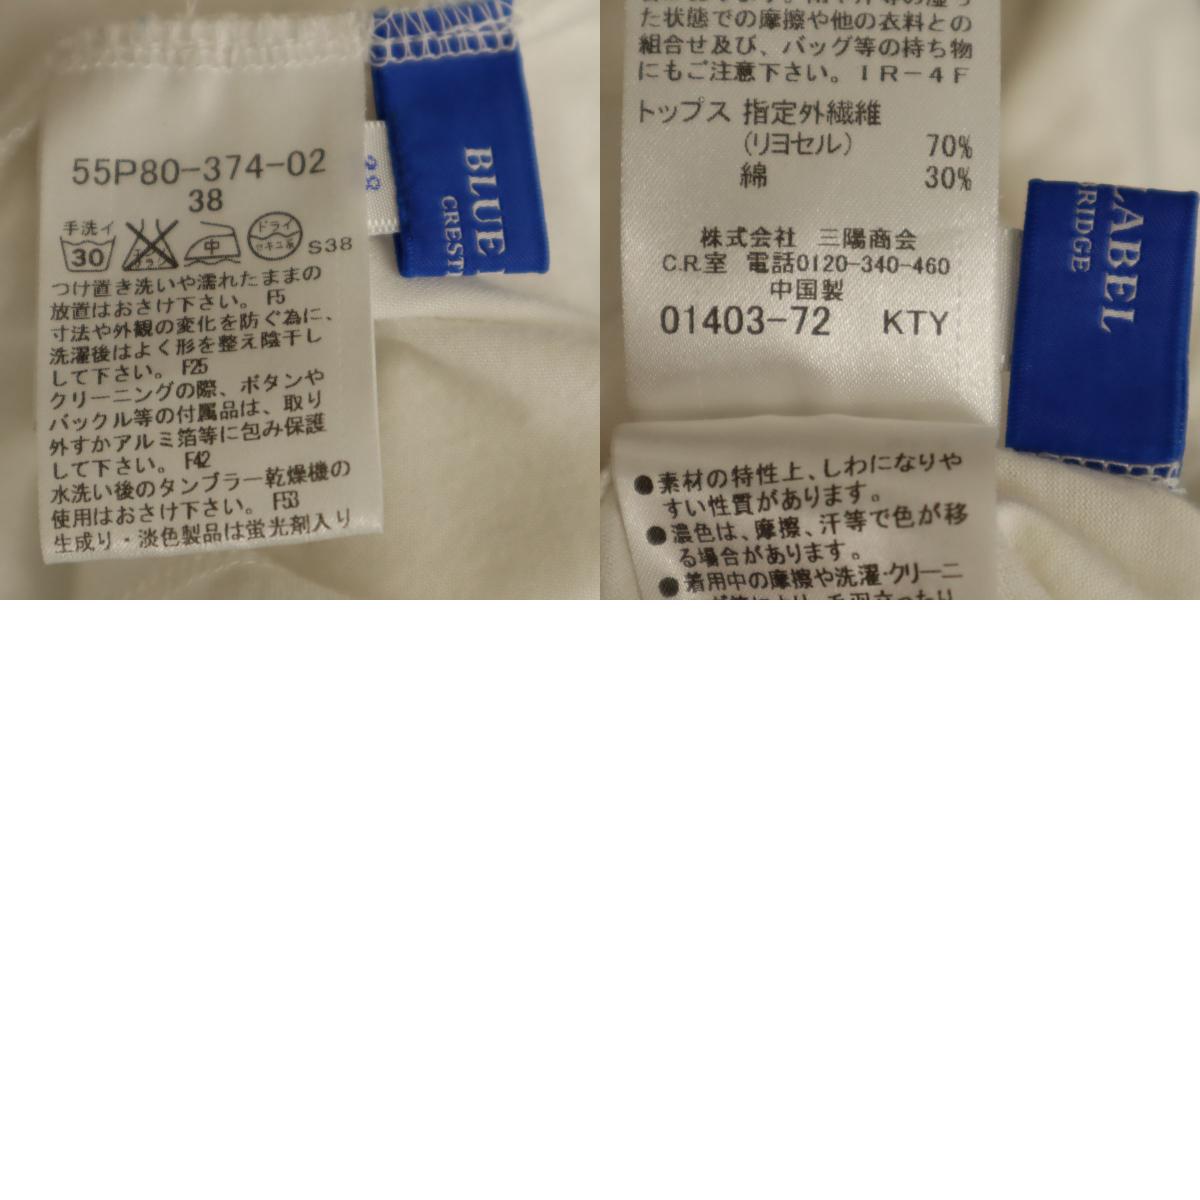 55P80-374-02
38
手洗イ
30
中
ドライ
セキユ系
S38
つけ置き洗いや濡れたままの
放置はおさけ下さい。 F5
寸法や外観の変化を防ぐ為に、
洗濯後はよく形を整え陰干し
して下さい。 F25
クリーニングの際、ボタンや
バックル等の付属品は、取り
外すかアルミ箔等に包み保護
して下さい。 F42
水洗い後のタンブラー乾燥機の
使用はおさけ下さい。 F53
生成り・淡色製品は蛍光剤入り
38
BLUE
CREST
た状態での摩擦や他の衣料との
組合せ及び、バッグ等の持ち物
にもご注意下さい。IR-4F
トップス 指定外繊維
(リヨセル) 70%
綿 30%
株式会社 三陽商会
C.R.室 電話0120-340-460
中国製
01403-72 KTY
●素材の特性上、しわになりや
すい性質があります。
●濃色は、摩擦、汗等で色が移
る場合があります。
●着用中の摩擦や洗濯・クリーニ
LABEL
RIDGE